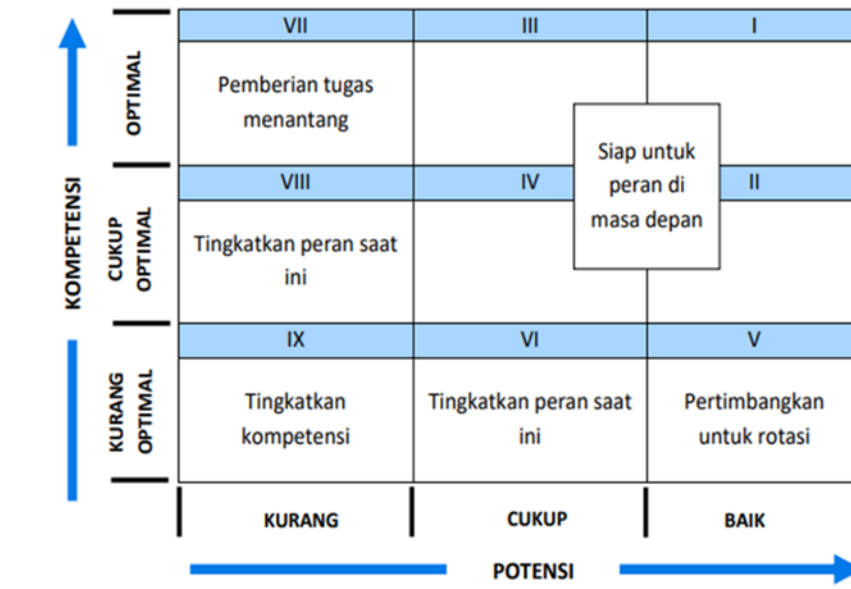 VII
III
I
OPTIMAL
Pemberian tugas
menantang
Siap untuk
peran di
masa depan
KOMPETENSI
VIII
IV
II
CUKUP
OPTIMAL
Tingkatkan peran saat
ini
IX
VI
V
KURANG
OPTIMAL
Tingkatkan
kompetensi
Tingkatkan peran saat
ini
Pertimbangkan
untuk rotasi
KURANG
CUKUP
BAIK
POTENSI